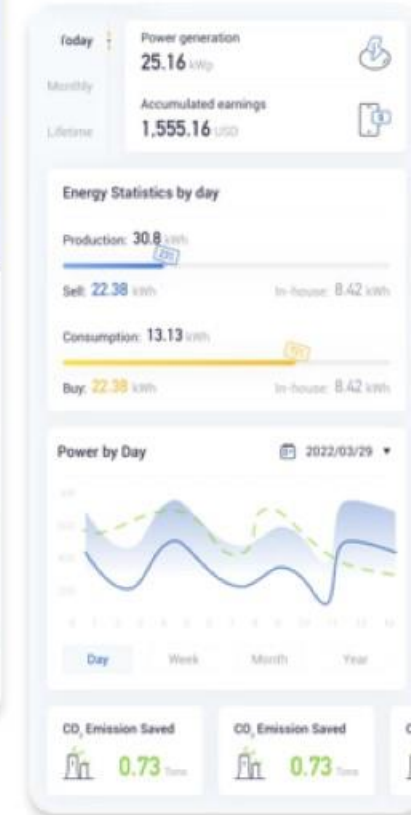 Today
Power generation
25.16 kWp
Monthly
Accumulated earnings
Lifetime
1,555.16 USD
Energy Statistics by day
Production: 30.8 kWh
Sell: 22.38 kWh In-house: 8.42 kWh
Consumption: 13.13 kWh
Buy: 22.38 kWh In-house: 8.42 kWh
Power by Day 2022/03/29
Day Week Month Year
CO₂ Emission Saved CO₂ Emission Saved
0.73 Tons 0.73 Tons